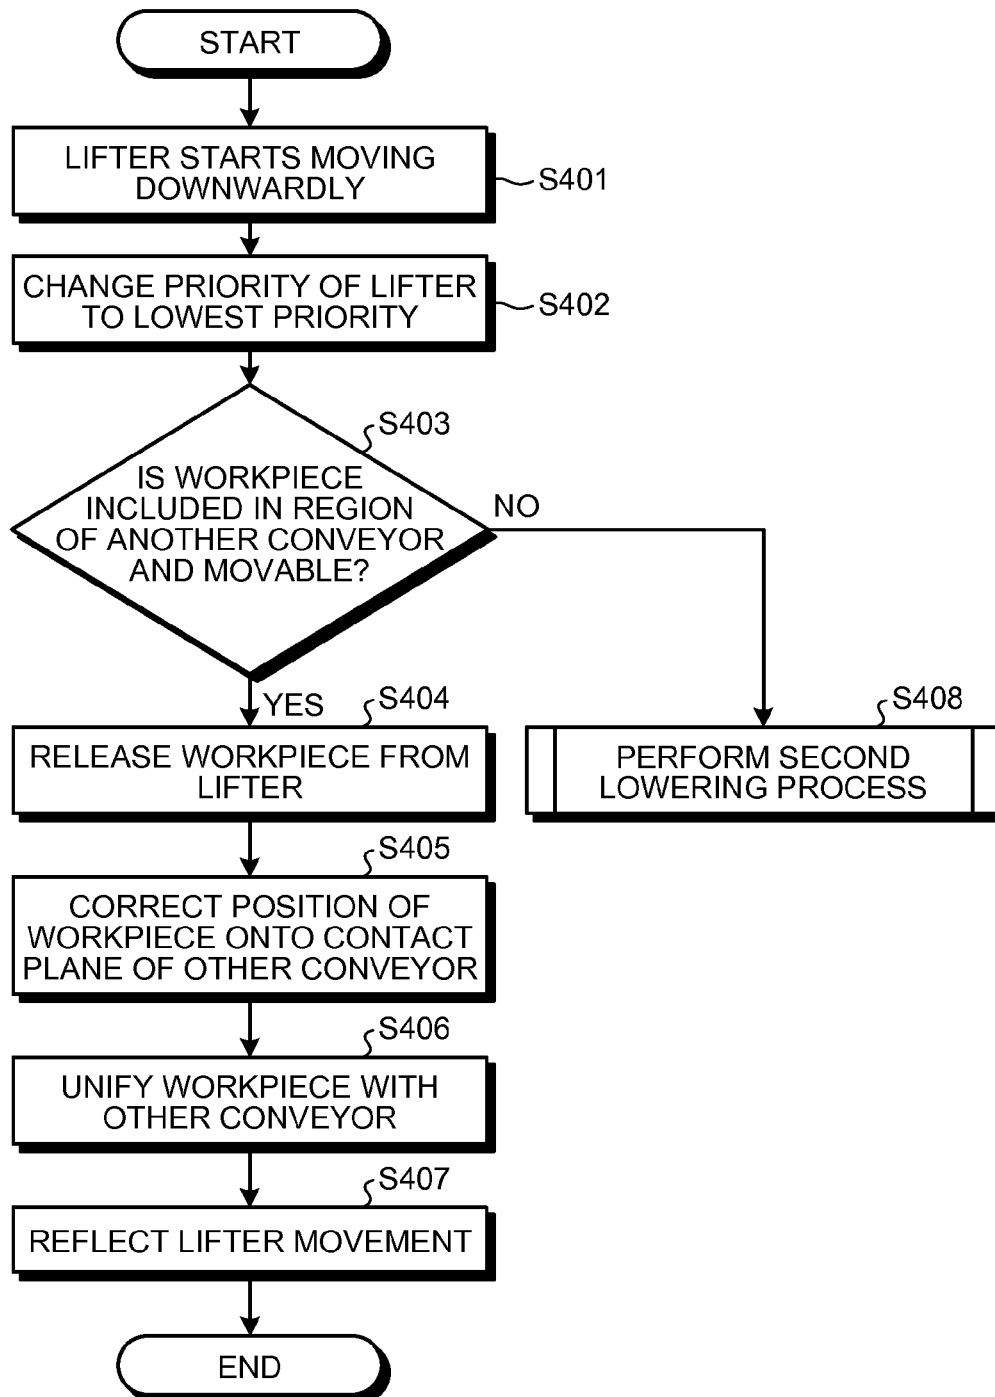 START
LIFTER STARTS MOVING
DOWNWARDLY
S401
CHANGE PRIORITY OF LIFTER
TO LOWEST PRIORITY
S402
S403
IS WORKPIECE
INCLUDED IN REGION
OF ANOTHER CONVEYOR
AND MOVABLE?
NO
YES
S404
RELEASE WORKPIECE FROM
LIFTER
S408
PERFORM SECOND
LOWERING PROCESS
S405
CORRECT POSITION OF
WORKPIECE ONTO CONTACT
PLANE OF OTHER CONVEYOR
S406
UNIFY WORKPIECE WITH
OTHER CONVEYOR
S407
REFLECT LIFTER MOVEMENT
END